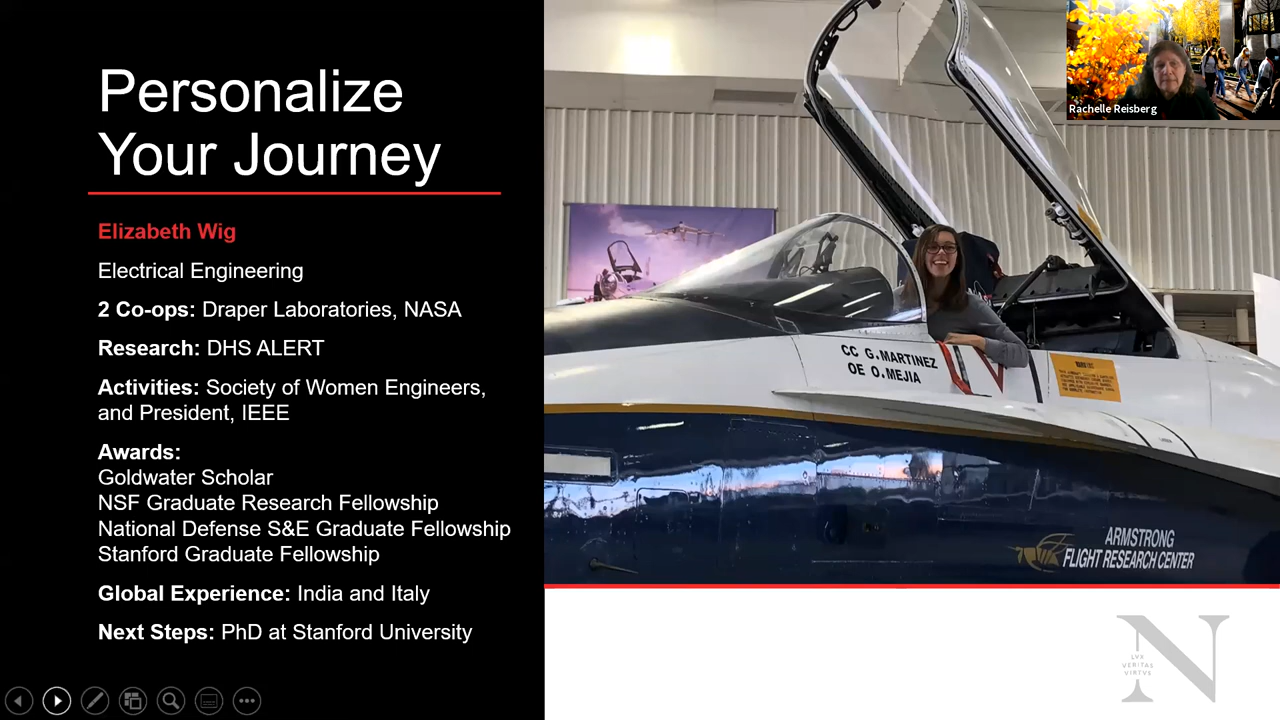 Personalize
Your Journey
Elizabeth Wig
Electrical Engineering
2 Co-ops: Draper Laboratories, NASA
Research: DHS ALERT
Activities: Society of Women Engineers,
and President, IEEE
Awards:
Goldwater Scholar
NSF Graduate Research Fellowship
National Defense S&E Graduate Fellowship
Stanford Graduate Fellowship
Global Experience: India and Italy
Next Steps: PhD at Stanford University
Rachelle Reisberg
CC G.MARTINEZ
OE O.MEJIA
ARMSTRONG
FLIGHT RESEARCH CENTER
N
LVX
VERITAS
VIRTVS